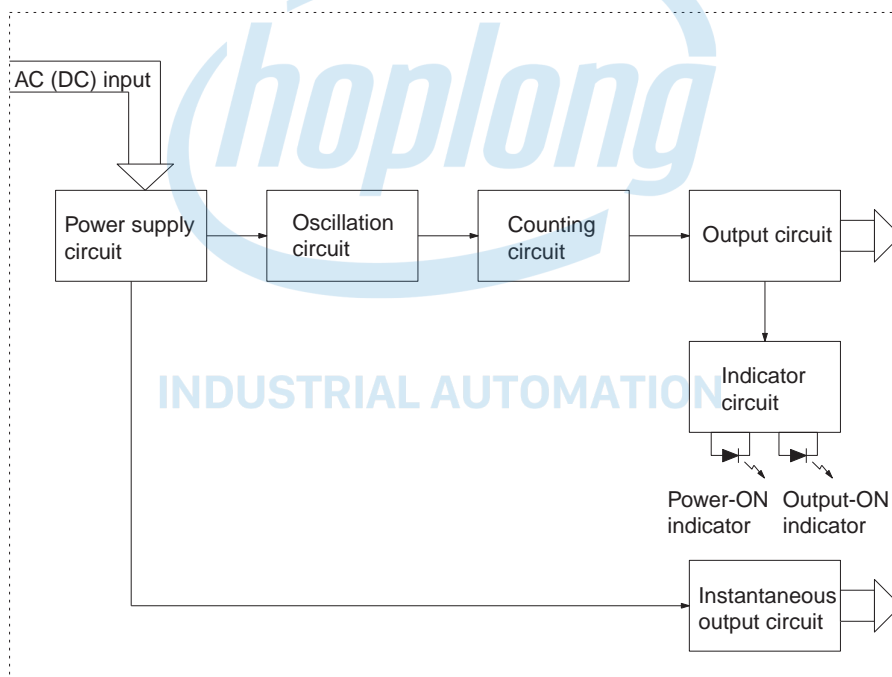 hoplong
AC (DC) input
Power supply
circuit
Oscillation
circuit
Counting
circuit
Output circuit
Indicator
circuit
INDUSTRIAL AUTOMATION
Power-ON
indicator
Output-ON
indicator
Instantaneous
output circuit